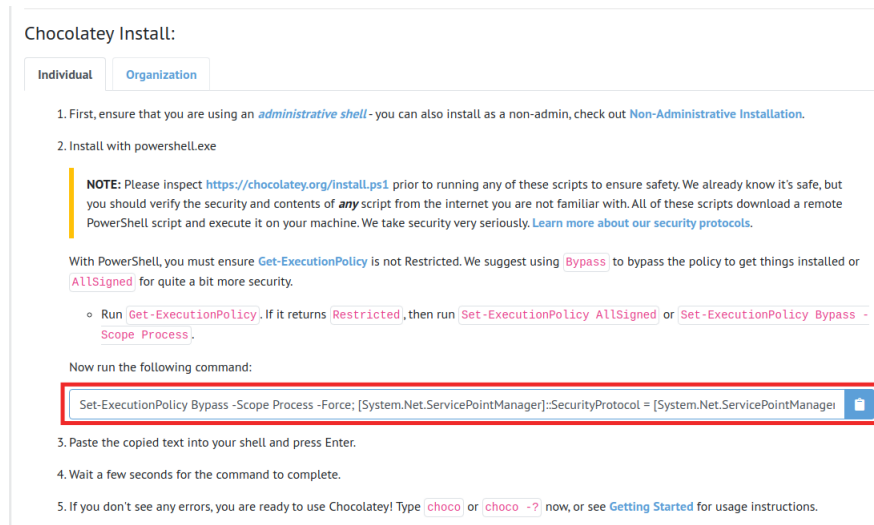 Chocolatey Install:
Individual
Organization
1. First, ensure that you are using an administrative shell - you can also install as a non-admin, check out Non-Administrative Installation.
2. Install with powershell.exe
NOTE: Please inspect https://chocolatey.org/install.ps1 prior to running any of these scripts to ensure safety. We already know it's safe, but
you should verify the security and contents of any script from the internet you are not familiar with. All of these scripts download a remote
PowerShell script and execute it on your machine. We take security very seriously. Learn more about our security protocols.
With PowerShell, you must ensure Get-ExecutionPolicy is not Restricted. We suggest using Bypass to bypass the policy to get things installed or
AllSigned for quite a bit more security.
Run Get-ExecutionPolicy. If it returns Restricted, then run Set-ExecutionPolicy AllSigned or Set-ExecutionPolicy Bypass -
Scope Process.
Now run the following command:
Set-ExecutionPolicy Bypass -Scope Process -Force; [System.Net.ServicePointManager]::SecurityProtocol = [System.Net.ServicePointManager
3. Paste the copied text into your shell and press Enter.
4. Wait a few seconds for the command to complete.
5. If you don't see any errors, you are ready to use Chocolatey! Type choco or choco -? now, or see Getting Started for usage instructions.